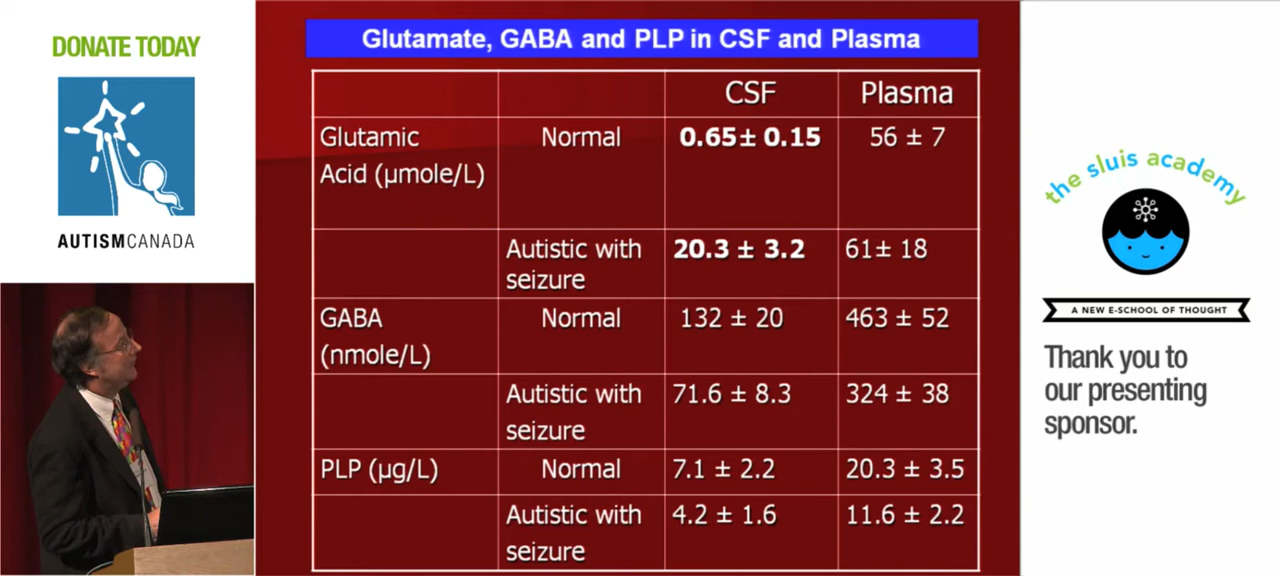 DONATE TODAY
AUTISMCANADA
Glutamate, GABA and PLP in CSF and Plasma
CSF Plasma
Glutamic Normal 0.65± 0.15 56 ± 7
Acid (µmole/L)
Autistic with 20.3 ± 3.2 61± 18
seizure
GABA Normal 132 ± 20 463 ± 52
(nmole/L)
Autistic with 71.6 ± 8.3 324 ± 38
seizure
PLP (µg/L) Normal 7.1 ± 2.2 20.3 ± 3.5
Autistic with 4.2 ± 1.6 11.6 ± 2.2
seizure
the sluis academy
A NEW E-SCHOOL OF THOUGHT
Thank you to
our presenting
sponsor.